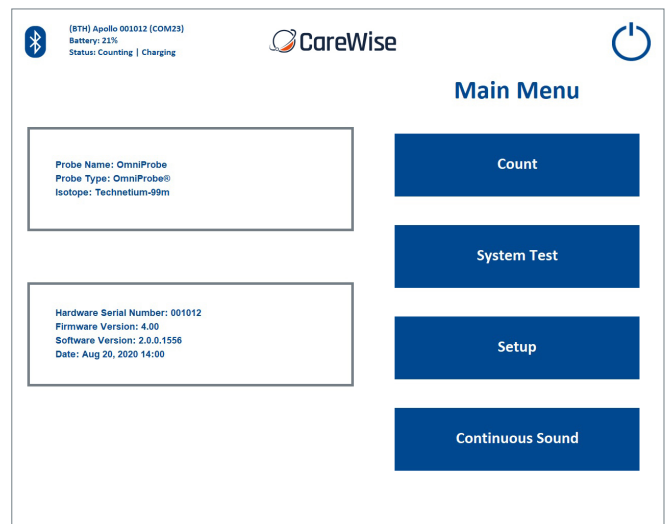 (BTH) Apollo 001012 (COM23)
Battery: 21%
Status: Counting | Charging
CareWise
Main Menu
Probe Name: OmniProbe
Probe Type: OmniProbe®
Isotope: Technetium-99m
Count
System Test
Hardware Serial Number: 001012
Firmware Version: 4.00
Software Version: 2.0.0.1556
Date: Aug 20, 2020 14:00
Setup
Continuous Sound